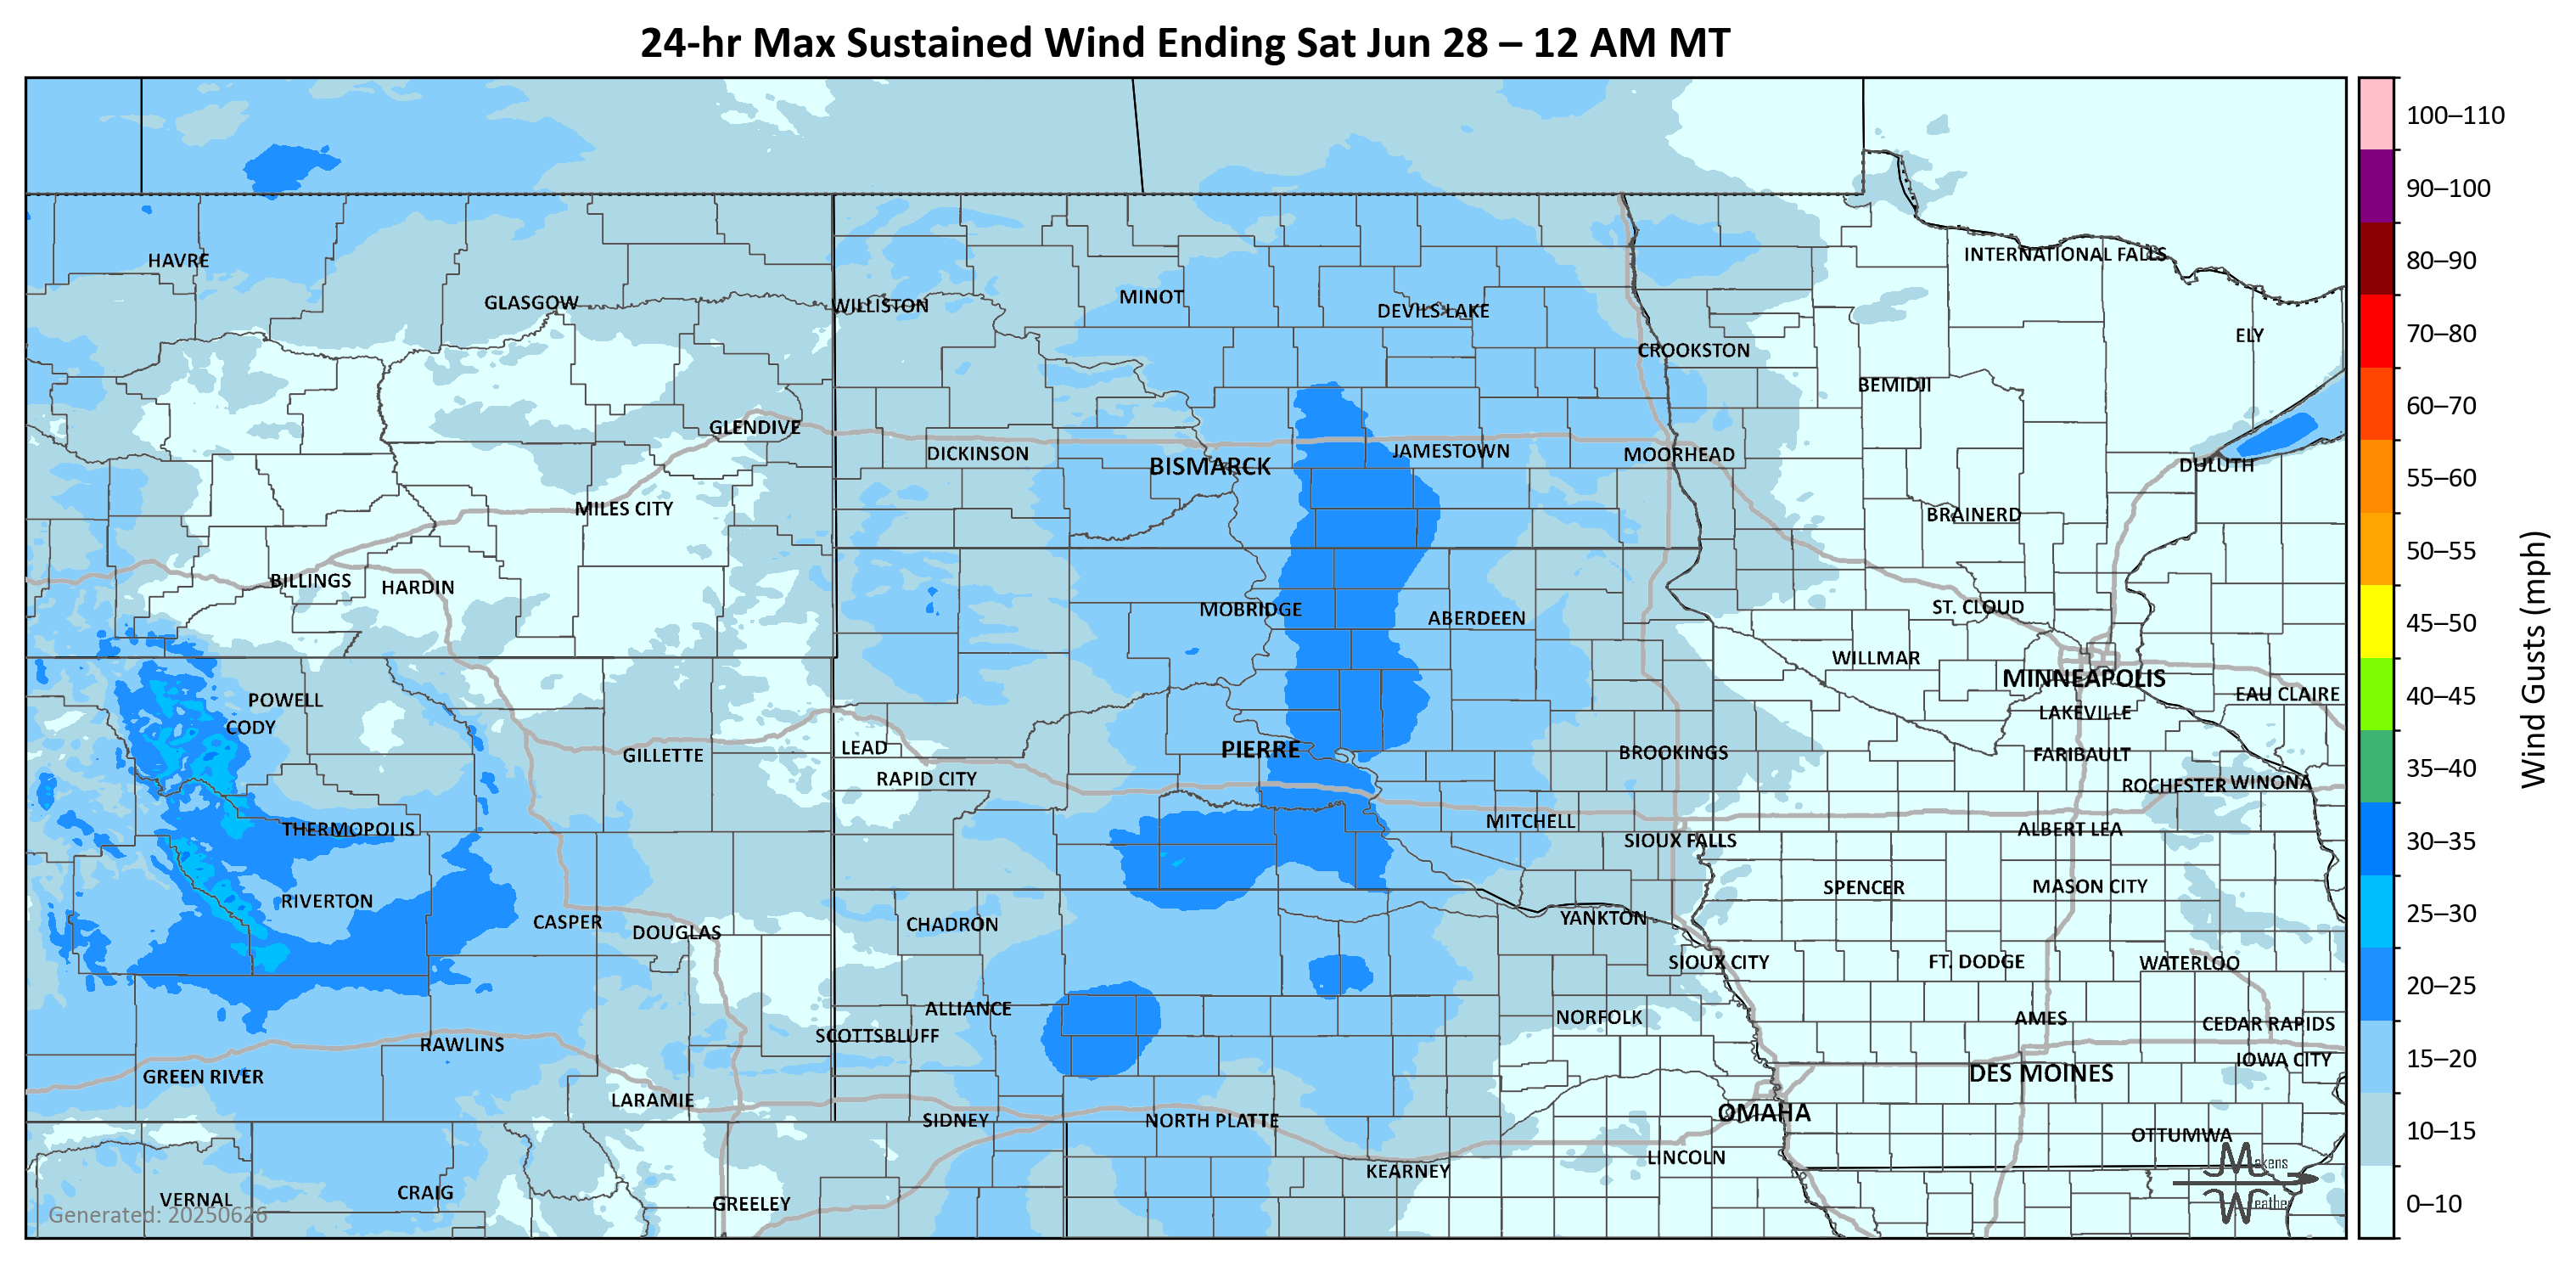 24-hr Max Sustained Wind Ending Sat Jun 28 – 12 AM MT
100–110
90–100
80–90
70–80
60–70
55–60
50–55
45–50
40–45
35–40
30–35
25–30
20–25
15–20
10–15
0–10
Wind Gusts (mph)
HAVRE
GLASGOW
WILLISTON
MINOT
DEVILS LAKE
CROOKSTON
INTERNATIONAL FALLS
ELY
BEMIDJI
GLENDIVE
DICKINSON
BISMARCK
JAMESTOWN
MOORHEAD
DULUTH
MILES CITY
BRAINERD
BILLINGS
HARDIN
MOBRIDGE
ABERDEEN
ST. CLOUD
WILLMAR
MINNEAPOLIS
EAU CLAIRE
POWELL
CODY
LAKEVILLE
GILLETTE
LEAD
PIERRE
BROOKINGS
FARIBAULT
RAPID CITY
ROCHESTER
WINONA
THERMOPOLIS
MITCHELL
SIOUX FALLS
ALBERT LEA
RIVERTON
SPENCER
MASON CITY
CASPER
DOUGLAS
CHADRON
YANKTON
SIOUX CITY
FT. DODGE
WATERLOO
ALLIANCE
NORFOLK
AMES
CEDAR RAPIDS
SCOTTSBLUFF
RAWLINS
IOWA CITY
GREEN RIVER
DES MOINES
LARAMIE
SIDNEY
NORTH PLATTE
OMAHA
OTTUMWA
KEARNEY
LINCOLN
VERNAL
CRAIG
GREELEY
Generated: 20250626
Makens
Weather